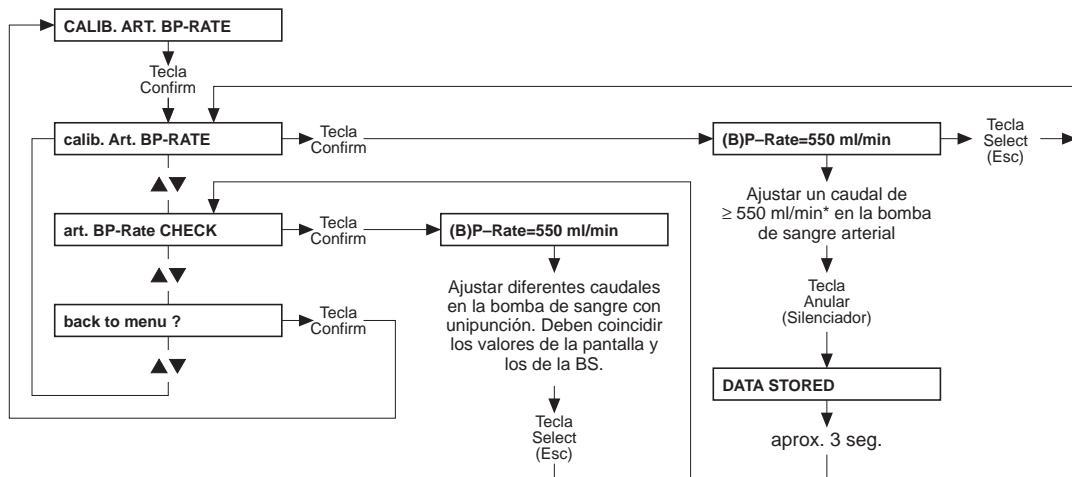 CALIB. ART. BP-RATE
Tecla
Confirm
calib. Art. BP-RATE
Tecla
Confirm
(B)P–Rate=550 ml/min
Tecla
Select
(Esc)
Ajustar un caudal de
≥ 550 ml/min* en la bomba
de sangre arterial
Tecla
Anular
(Silenciador)
DATA STORED
aprox. 3 seg.
art. BP-Rate CHECK
Tecla
Confirm
(B)P–Rate=550 ml/min
Ajustar diferentes caudales
en la bomba de sangre con
unipunción. Deben coincidir
los valores de la pantalla y
los de la BS.
Tecla
Select
(Esc)
back to menu ?
Tecla
Confirm